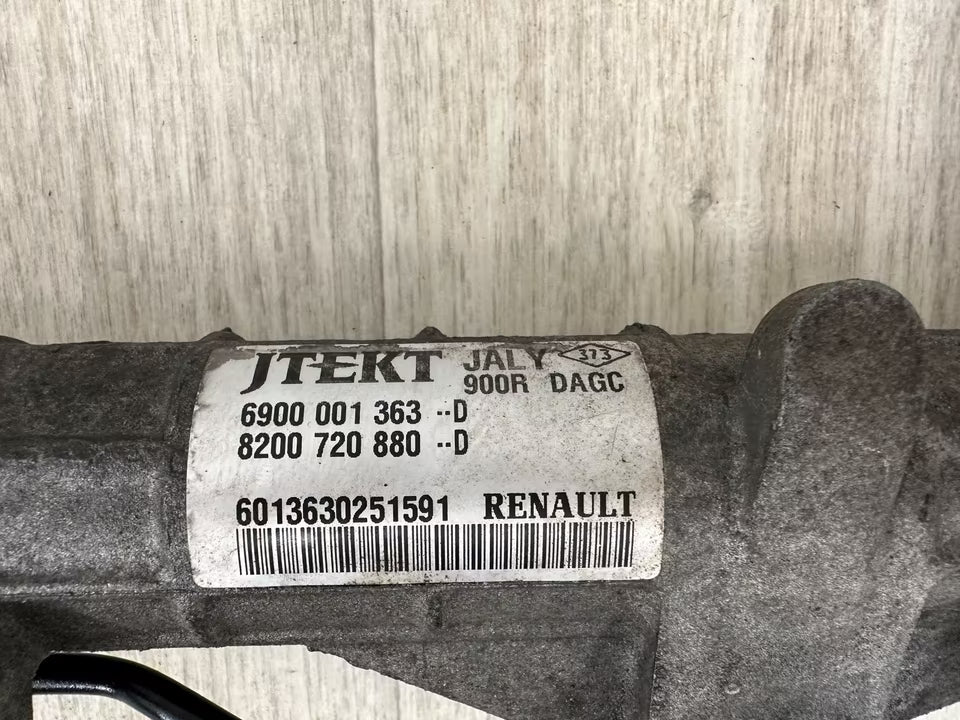 JTEKT JALY 373
900R DAGC
6900 001 363 --D
8200 720 880 --D
6013630251591 RENAULT